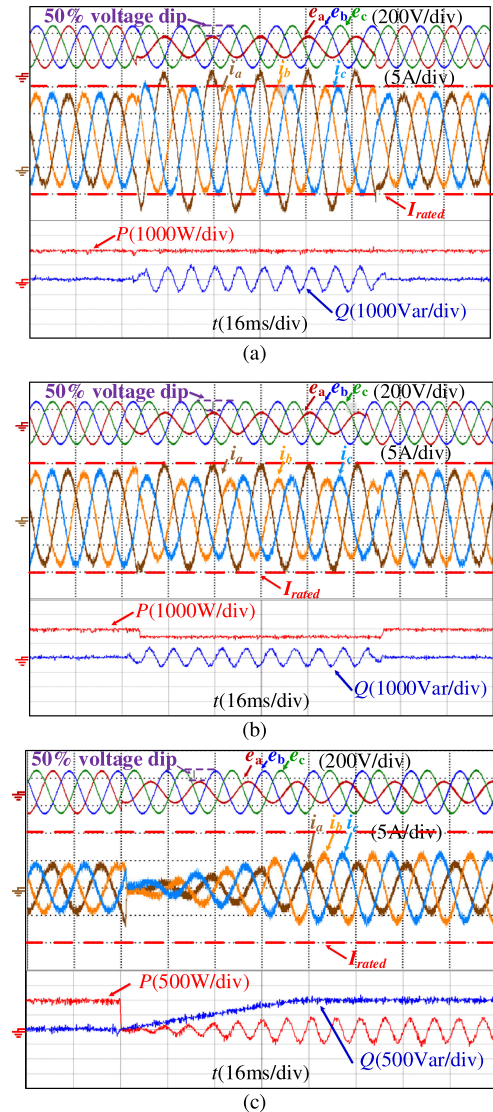 50% voltage dip
ea eb ec (200V/div)
ia ib ic (5A/div)
Irated
P(1000W/div)
Q(1000Var/div)
t(16ms/div)
(a)
50% voltage dip
ea eb ec (200V/div)
(5A/div)
ia ib ic
Irated
P(1000W/div)
Q(1000Var/div)
t(16ms/div)
(b)
50% voltage dip
ea eb ec (200V/div)
ia ib ic (5A/div)
Irated
P(500W/div)
Q(500Var/div)
t(16ms/div)
(c)